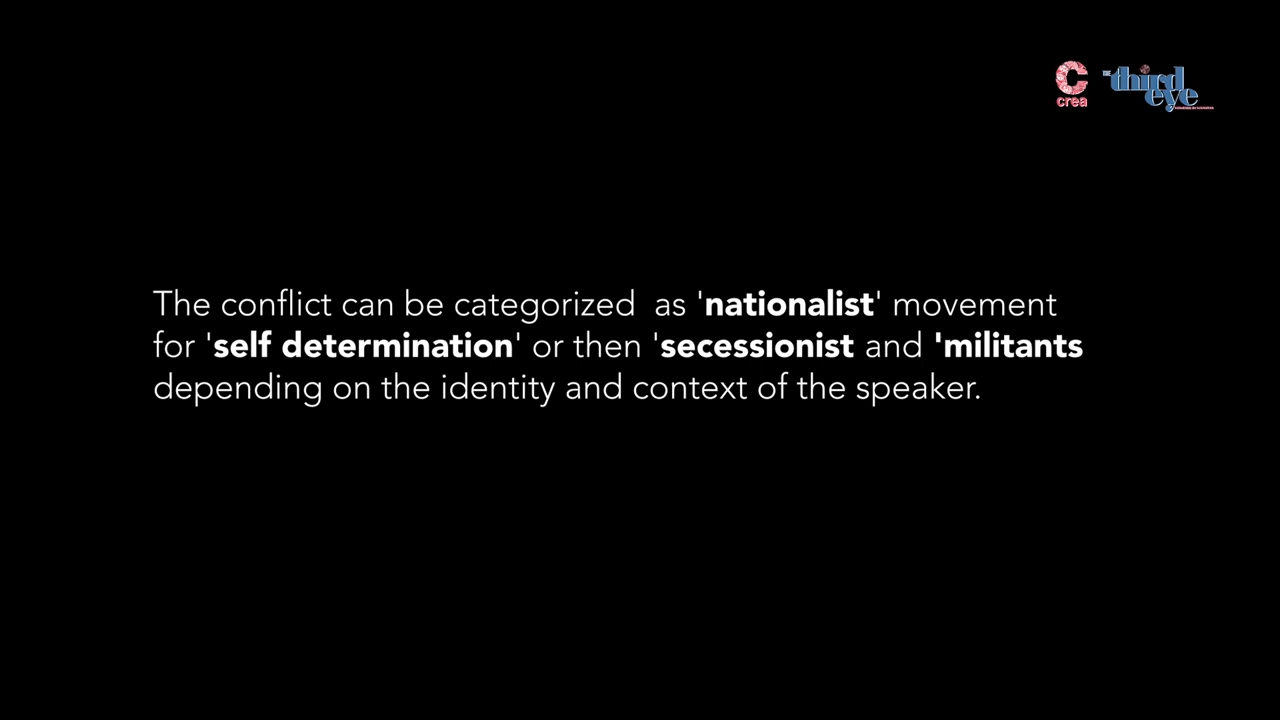 crea
THE third
eye
The conflict can be categorized  as 'nationalist' movement
for 'self determination' or then 'secessionist and 'militants
depending on the identity and context of the speaker.